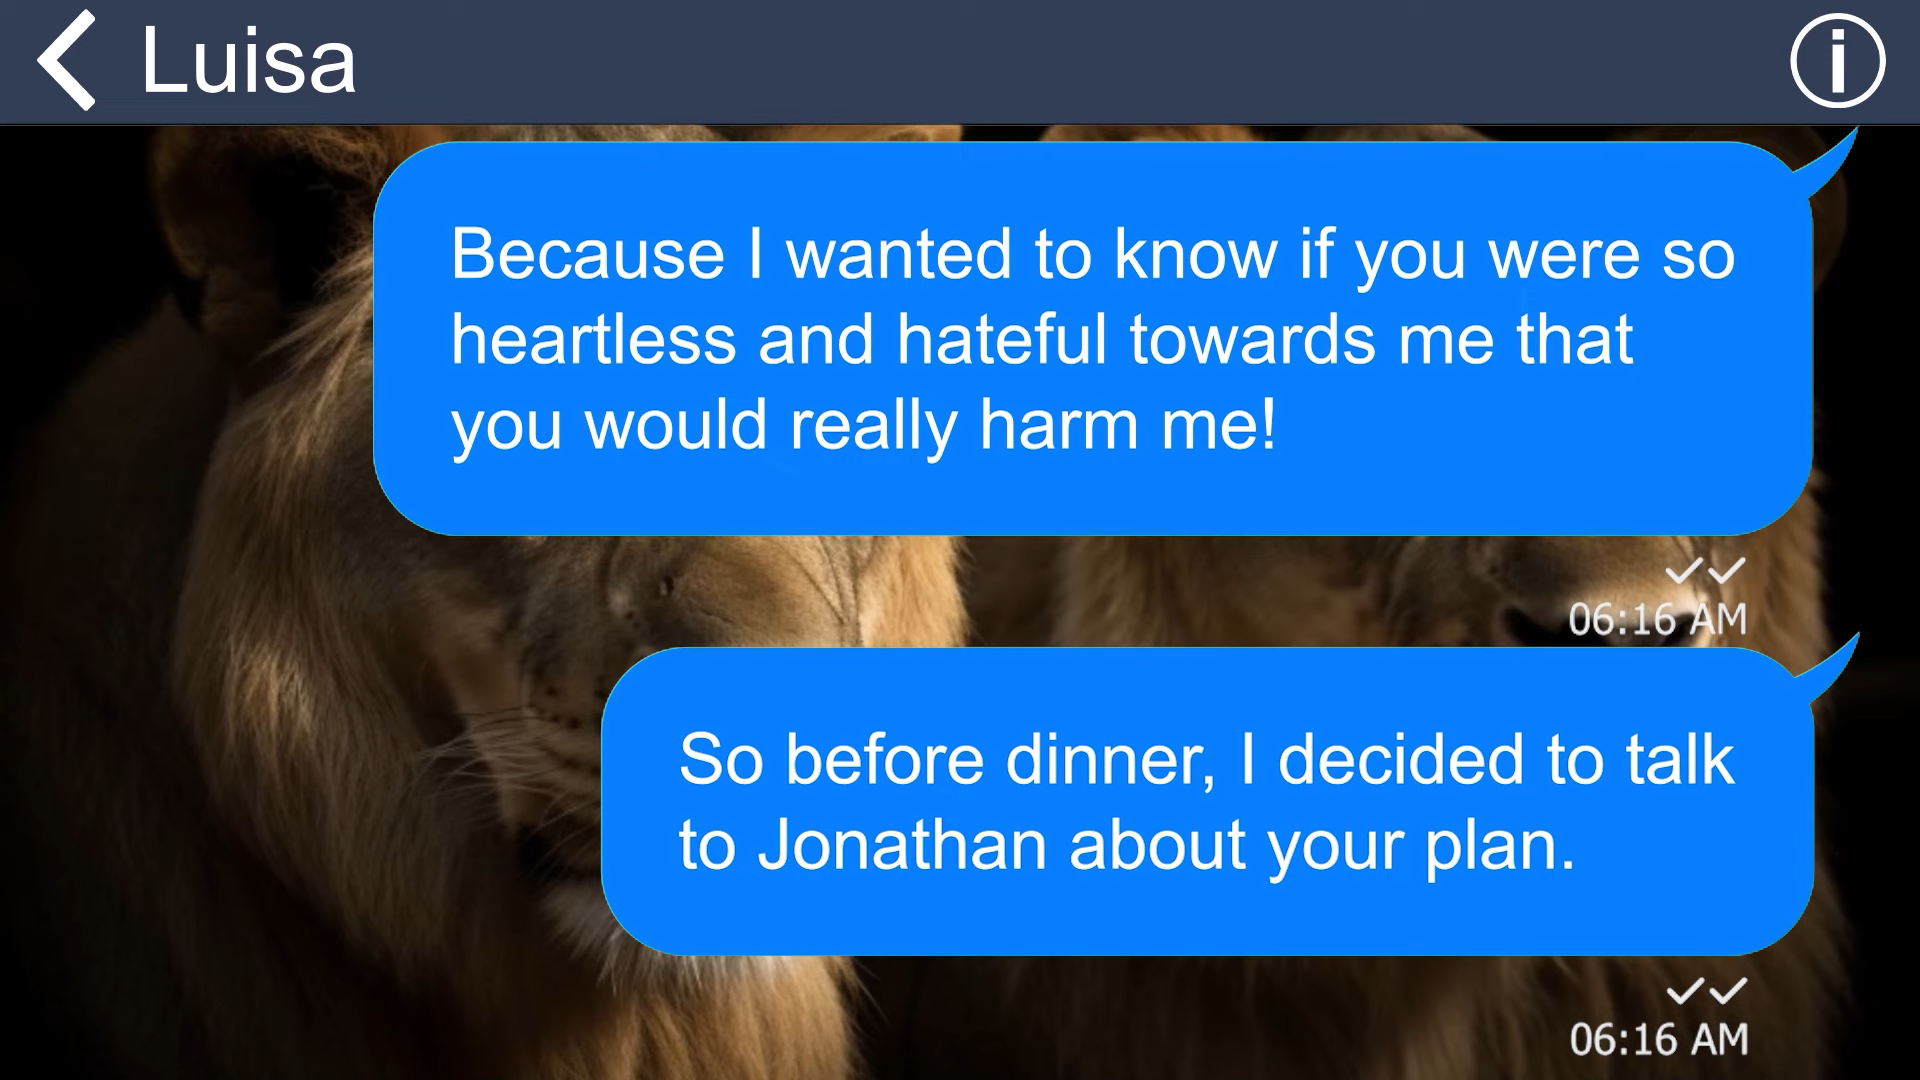 Luisa
Because I wanted to know if you were so
heartless and hateful towards me that
you would really harm me!
06:16 AM
So before dinner, I decided to talk
to Jonathan about your plan.
06:16 AM